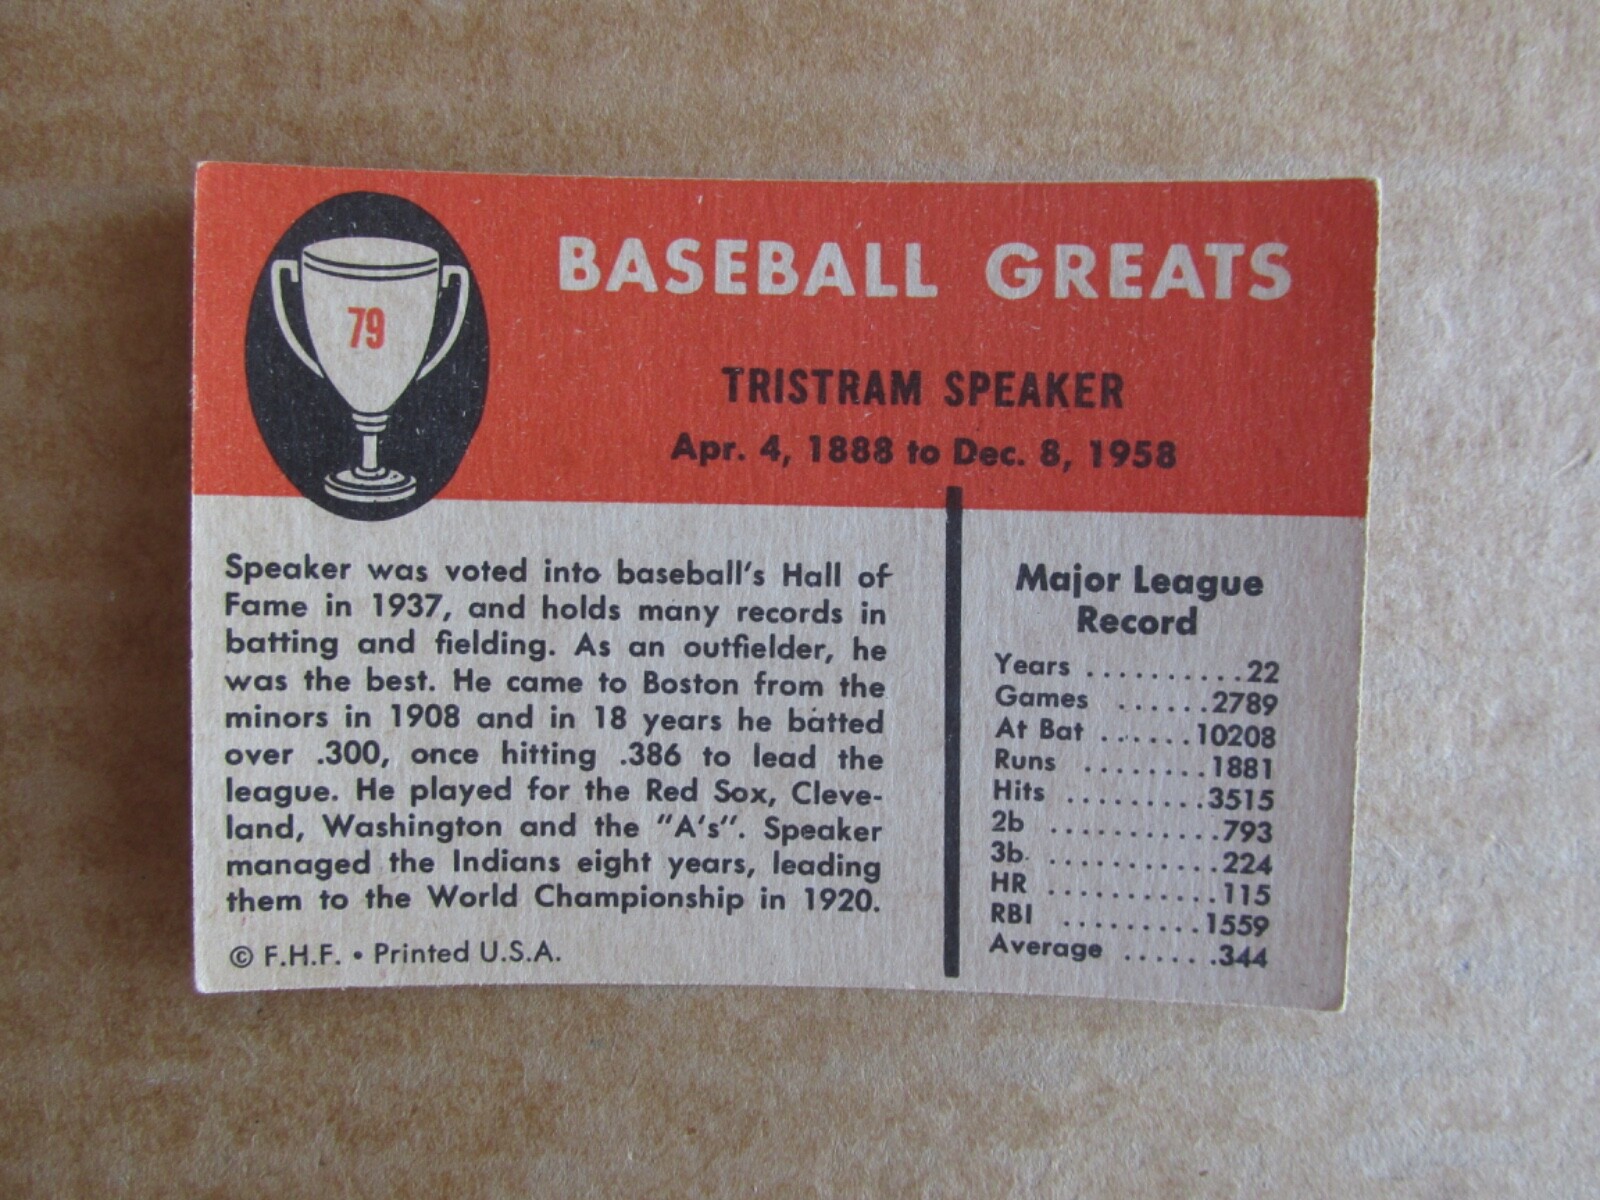 79
BASEBALL GREATS
TRISTRAM SPEAKER
Apr. 4, 1888 to Dec. 8, 1958
Speaker was voted into baseball's Hall of
Fame in 1937, and holds many records in
batting and fielding. As an outfielder, he
was the best. He came to Boston from the
minors in 1908 and in 18 years he batted
over .300, once hitting .386 to lead the
league. He played for the Red Sox, Cleve-
land, Washington and the "A's". Speaker
managed the Indians eight years, leading
them to the World Championship in 1920.
© F.H.F. • Printed U.S.A.
Major League
Record
Years ..........22
Games ......2789
At Bat ......10208
Runs ........1881
Hits .........3515
2b ...........793
3b. ...........224
HR ...........115
RBI .........1559
Average .......344